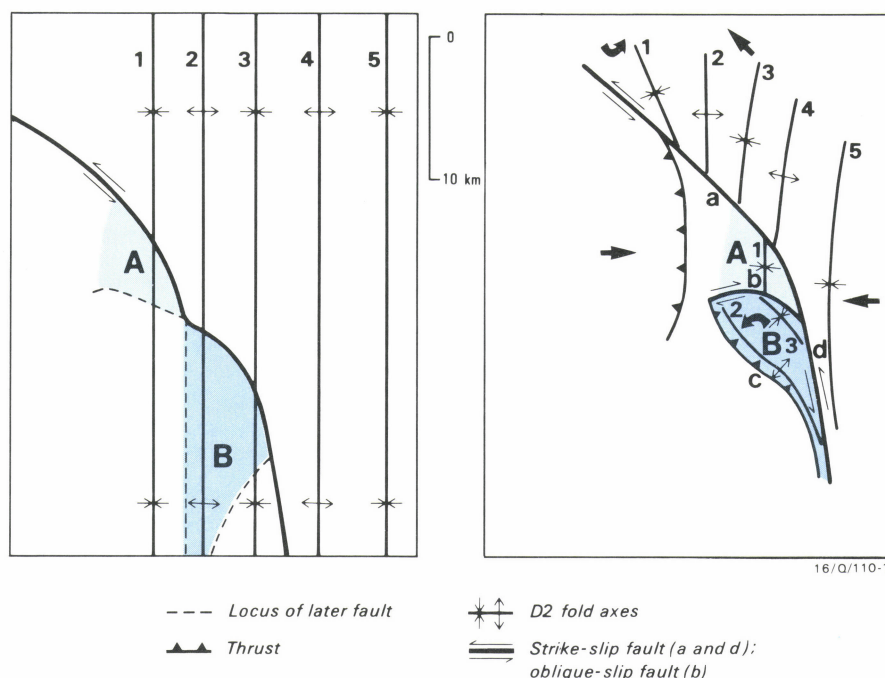 1 2 3 4 5
A
B
0
10 km
1 2 3 4 5
a
A 1
b
2 B 3 d
c
16/Q/110-1
Locus of later fault
Thrust
D2 fold axes
Strike-slip fault (a and d);
oblique-slip fault (b)